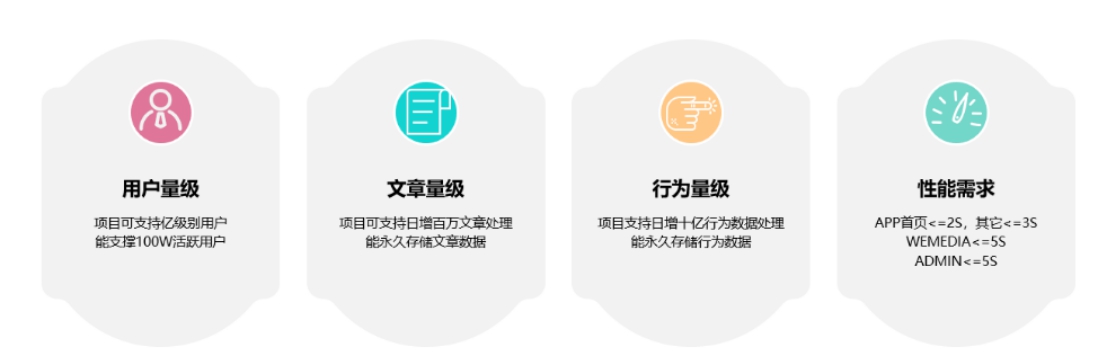 用户量级
项目可支持亿级别用户
能支撑100W活跃用户
文章量级
项目可支持日增百万文章处理
能永久存储文章数据
行为量级
项目支持日增十亿行为数据处理
能永久存储行为数据
性能需求
APP首页<=2S，其它<=3S
WEMEDIA<=5S
ADMIN<=5S